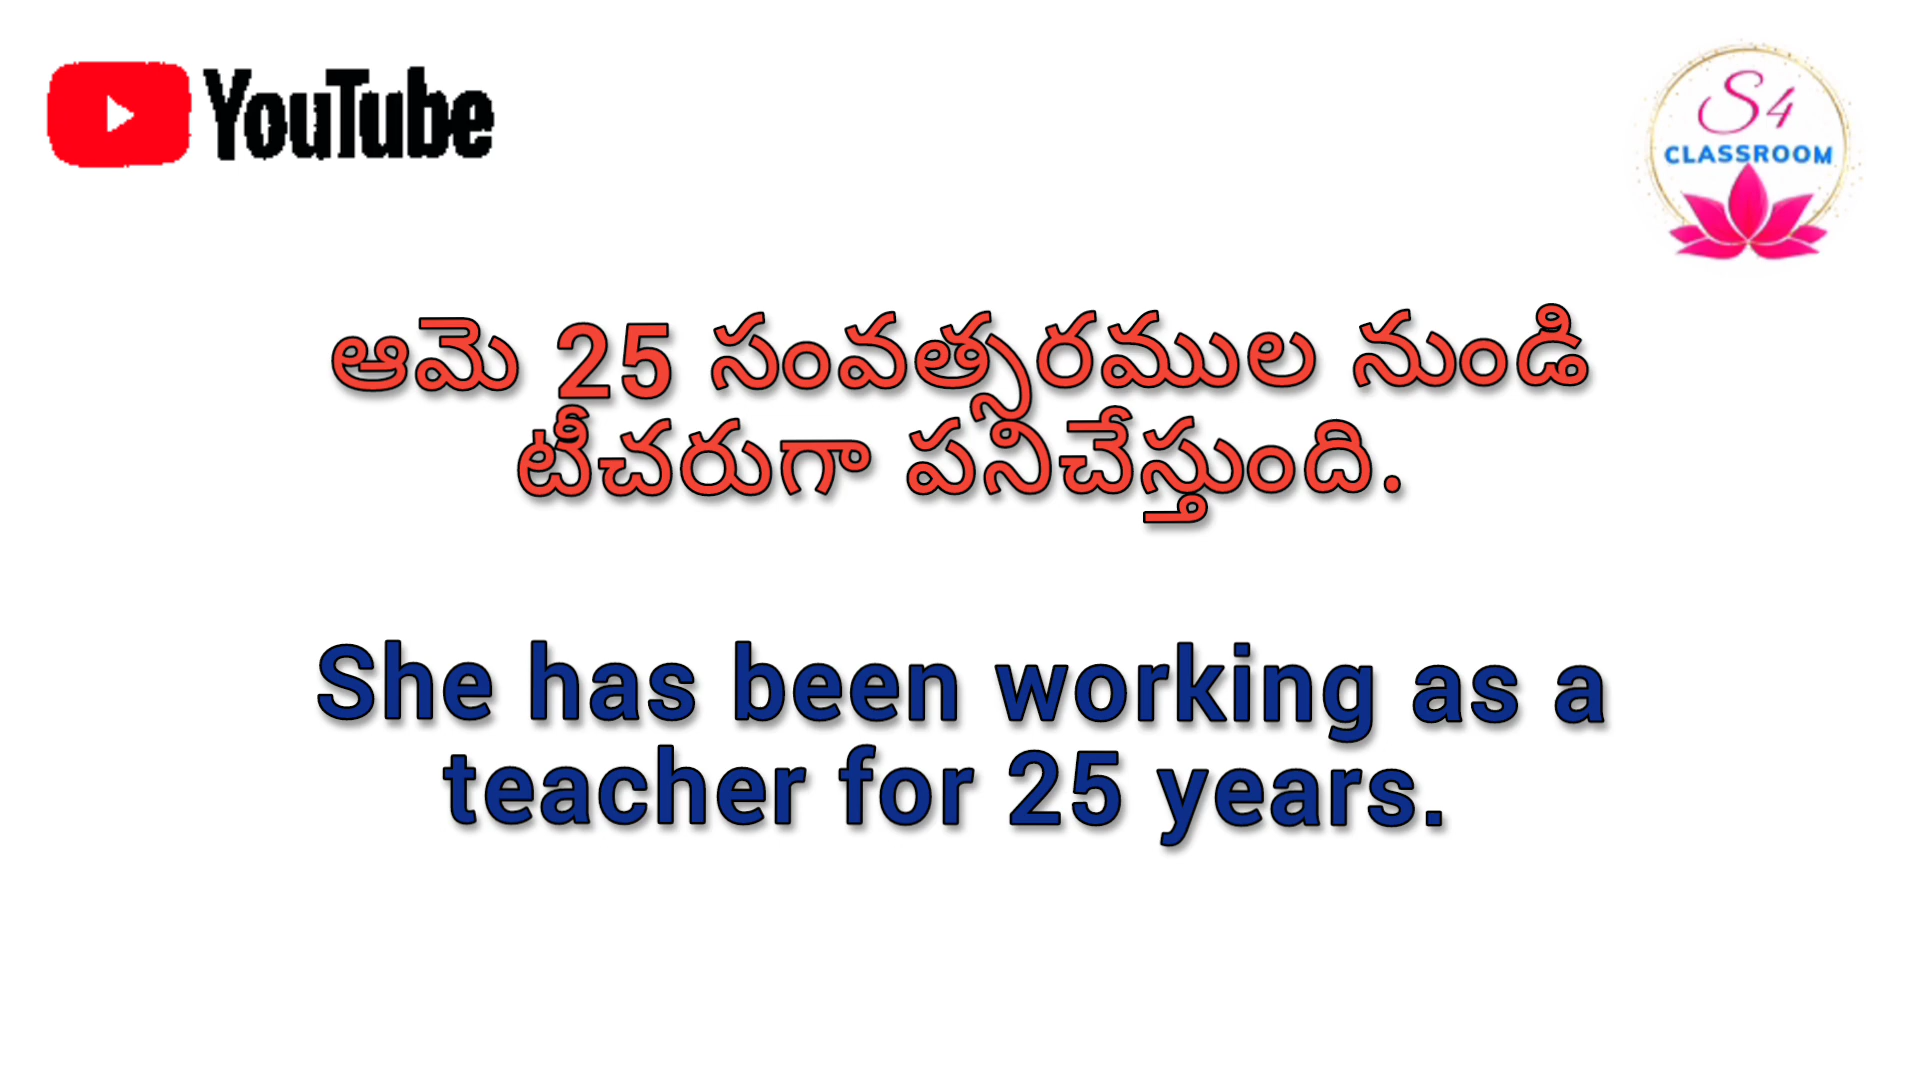 YouTube
S4
CLASSROOM
ఆమె 25 సంవత్సరముల నుండి
టీచరుగా పనిచేస్తుంది.
She has been working as a
teacher for 25 years.